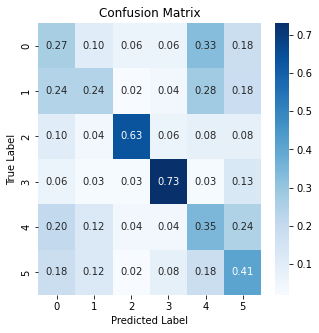 Confusion Matrix
0 0.27 0.10 0.06 0.06 0.33 0.18
1 0.24 0.24 0.02 0.04 0.28 0.18
2 0.10 0.04 0.63 0.06 0.08 0.08
3 0.06 0.03 0.03 0.73 0.03 0.13
4 0.20 0.12 0.04 0.04 0.35 0.24
5 0.18 0.12 0.02 0.08 0.18 0.41
0 1 2 3 4 5
Predicted Label
True Label
0.7
0.6
0.5
0.4
0.3
0.2
0.1